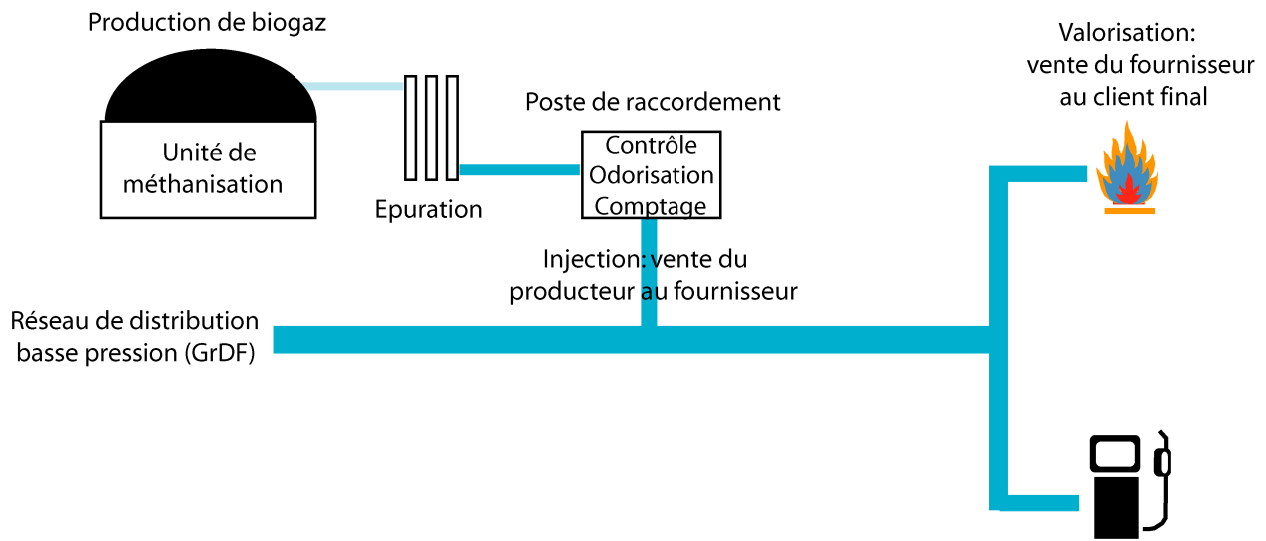 Production de biogaz
Unité de
méthanisation
Epuration
Poste de raccordement
Contrôle
Odorisation
Comptage
Injection: vente du
producteur au fournisseur
Réseau de distribution
basse pression (GrDF)
Valorisation:
vente du fournisseur
au client final